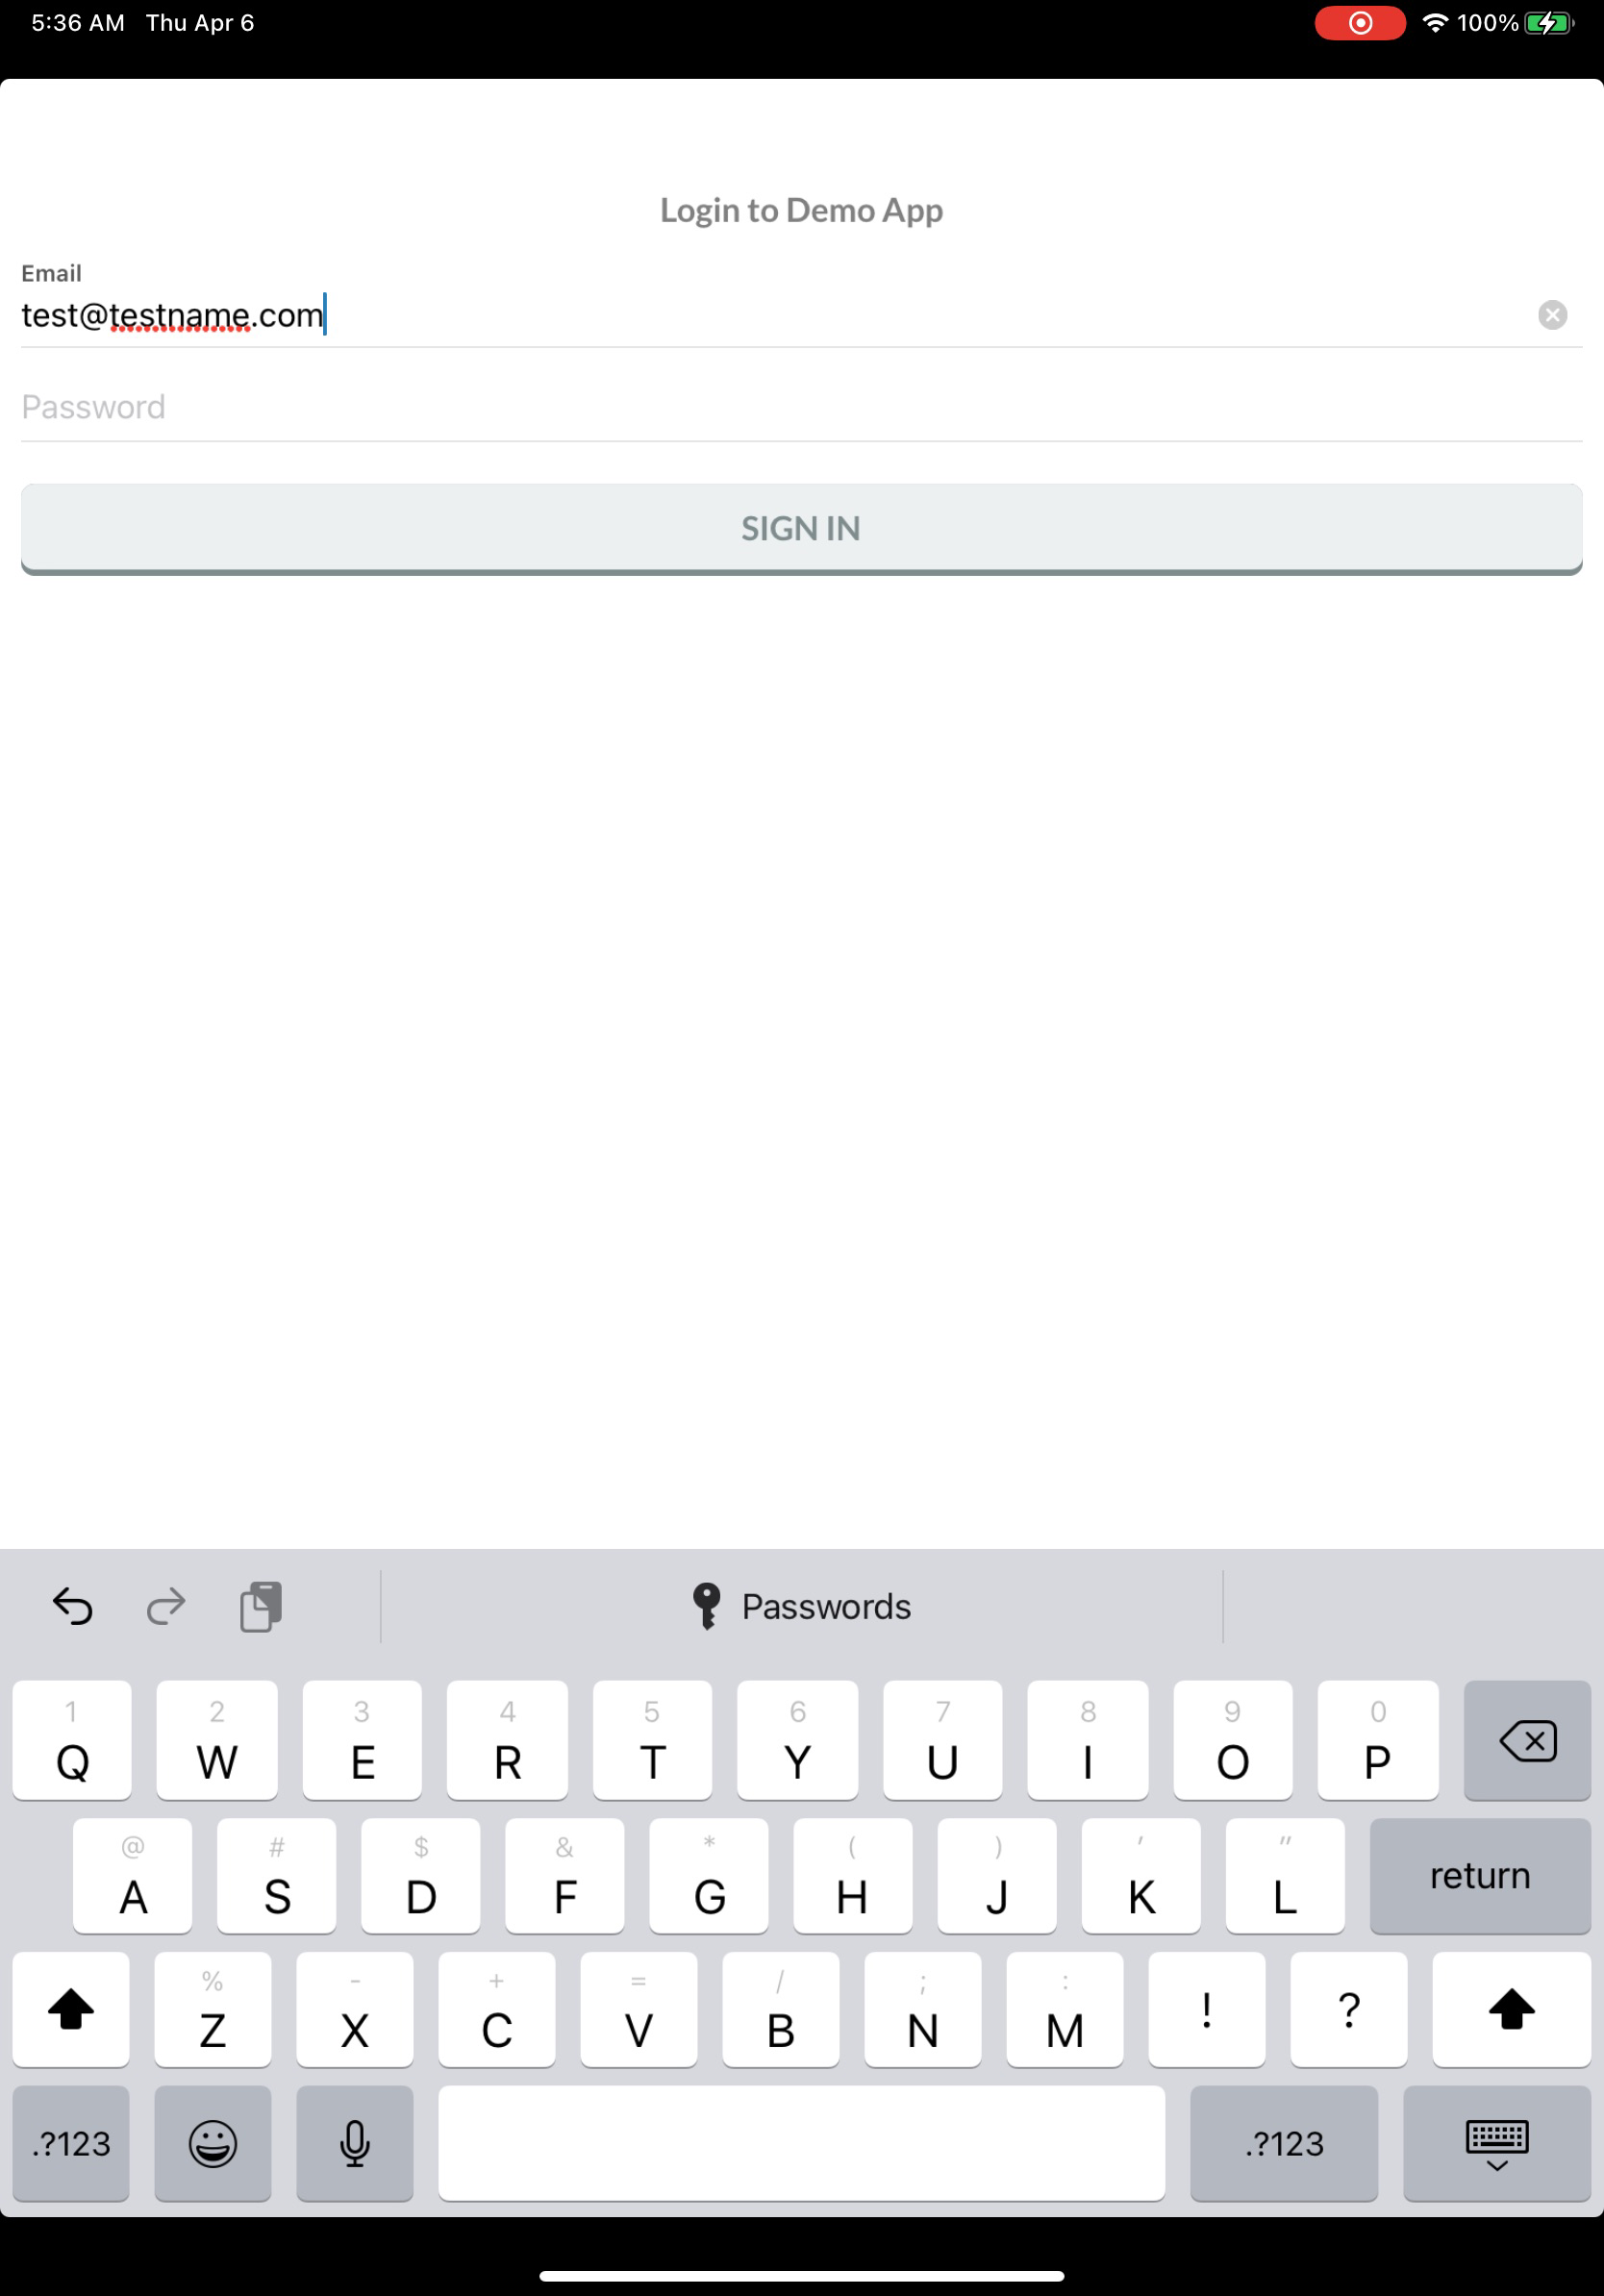 5:36 AM Thu Apr 6 100%
Login to Demo App
Email
test@testname.com
Password
SIGN IN
Passwords
1 2 3 4 5 6 7 8 9 0
Q W E R T Y U I O P
@ # $ & * ( ) ' "
A S D F G H J K L return
% - + = / ; :
Z X C V B N M ! ?
.?123 .?123